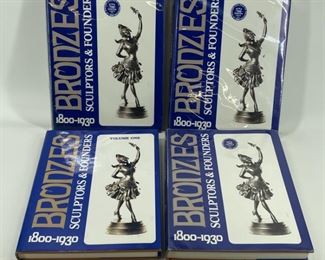 BRONZES
SCULPTORS & FOUNDERS
1800-1930
BRONZES
SCULPTORS & FOUNDERS
1800-1930
BRONZES
SCULPTORS & FOUNDERS
1800-1930
VOLUME ONE
BRONZES
SCULPTORS & FOUNDERS
1800-1930